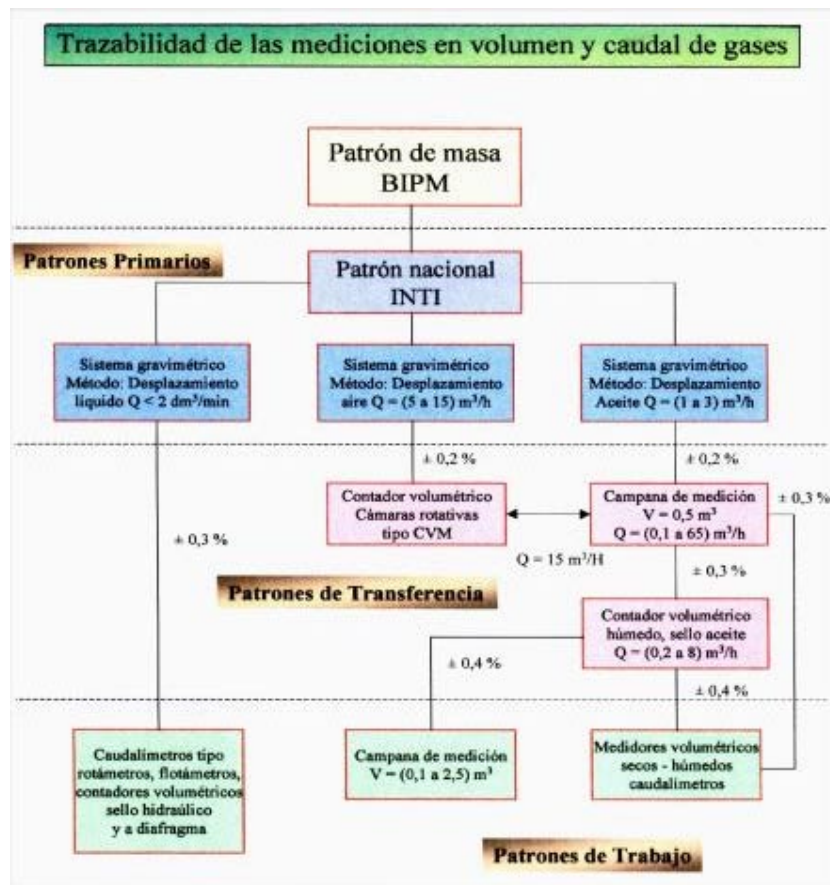 Trazabilidad de las mediciones en volumen y caudal de gases
Patrón de masa
BIPM
Patrones Primarios
Patrón nacional
INTI
Sistema gravimétrico
Método: Desplazamiento
líquido Q < 2 dm³/min
Sistema gravimétrico
Método: Desplazamiento
aire Q = (5 a 15) m³/h
Sistema gravimétrico
Método: Desplazamiento
Aceite Q = (1 a 3) m³/h
± 0,2 %
± 0,2 %
± 0,3 %
± 0,3 %
Contador volumétrico
Cámaras rotativas
tipo CVM
Q = 15 m³/H
Campana de medición
V = 0,5 m³
Q = (0,1 a 65) m³/h
± 0,3 %
Patrones de Transferencia
Contador volumétrico
húmedo, sello aceite
Q = (0,2 a 8) m³/h
± 0,4 %
± 0,4 %
Caudalímetros tipo
rotámetros, flotámetros,
contadores volumétricos
sello hidraúlico
y a diafragma
Campana de medición
V = (0,1 a 2,5) m³
Medidores volumétricos
secos - húmedos
caudalímetros
Patrones de Trabajo